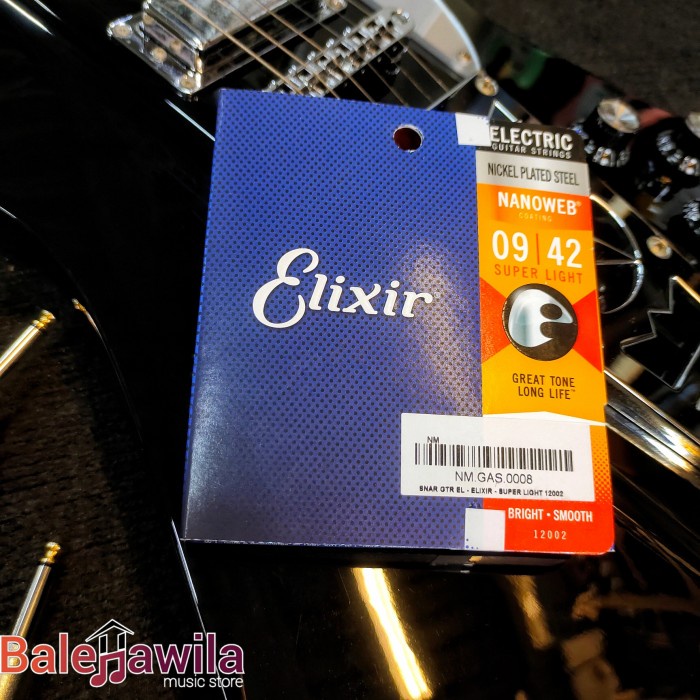 ELECTRIC
GUITAR STRINGS
NICKEL PLATED STEEL
NANOWEB®
COATING
09 | 42
SUPER LIGHT
Elixir
GREAT TONE
LONG LIFE™
NM
NM.GAS.0008
SNAR GTR EL - ELIXIR - SUPER LIGHT 12002
BRIGHT • SMOOTH
12002
BaleHawila
music store